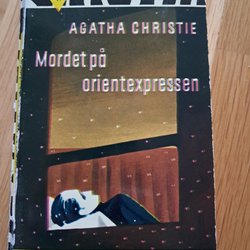 AGATHA CHRISTIE
Mordet på
orientexpressen